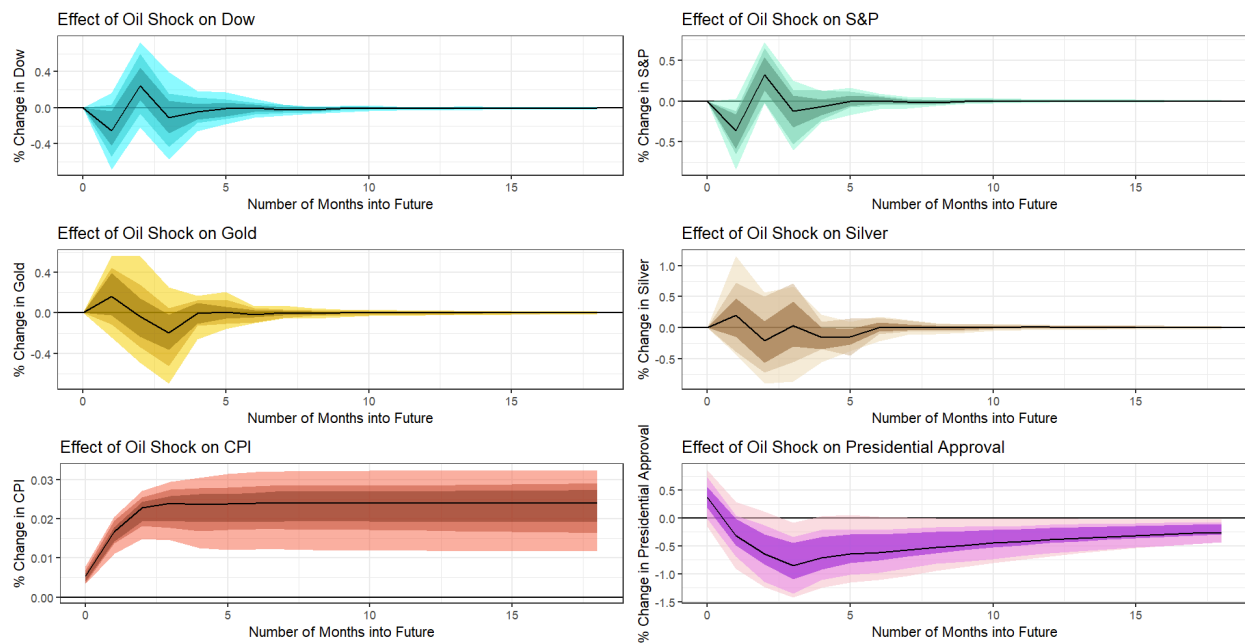 Effect of Oil Shock on Dow
% Change in Dow
0.4
0.0
-0.4
0
5
10
15
Number of Months into Future
Effect of Oil Shock on S&P
% Change in S&P
0.5
0.0
-0.5
0
5
10
15
Number of Months into Future
Effect of Oil Shock on Gold
% Change in Gold
0.4
0.0
-0.4
0
5
10
15
Number of Months into Future
Effect of Oil Shock on Silver
% Change in Silver
1.0
0.5
0.0
-0.5
0
5
10
15
Number of Months into Future
Effect of Oil Shock on CPI
% Change in CPI
0.03
0.02
0.01
0.00
0
5
10
15
Number of Months into Future
Effect of Oil Shock on Presidential Approval
% Change in Presidential Approval
0.5
0.0
-0.5
-1.0
-1.5
0
5
10
15
Number of Months into Future